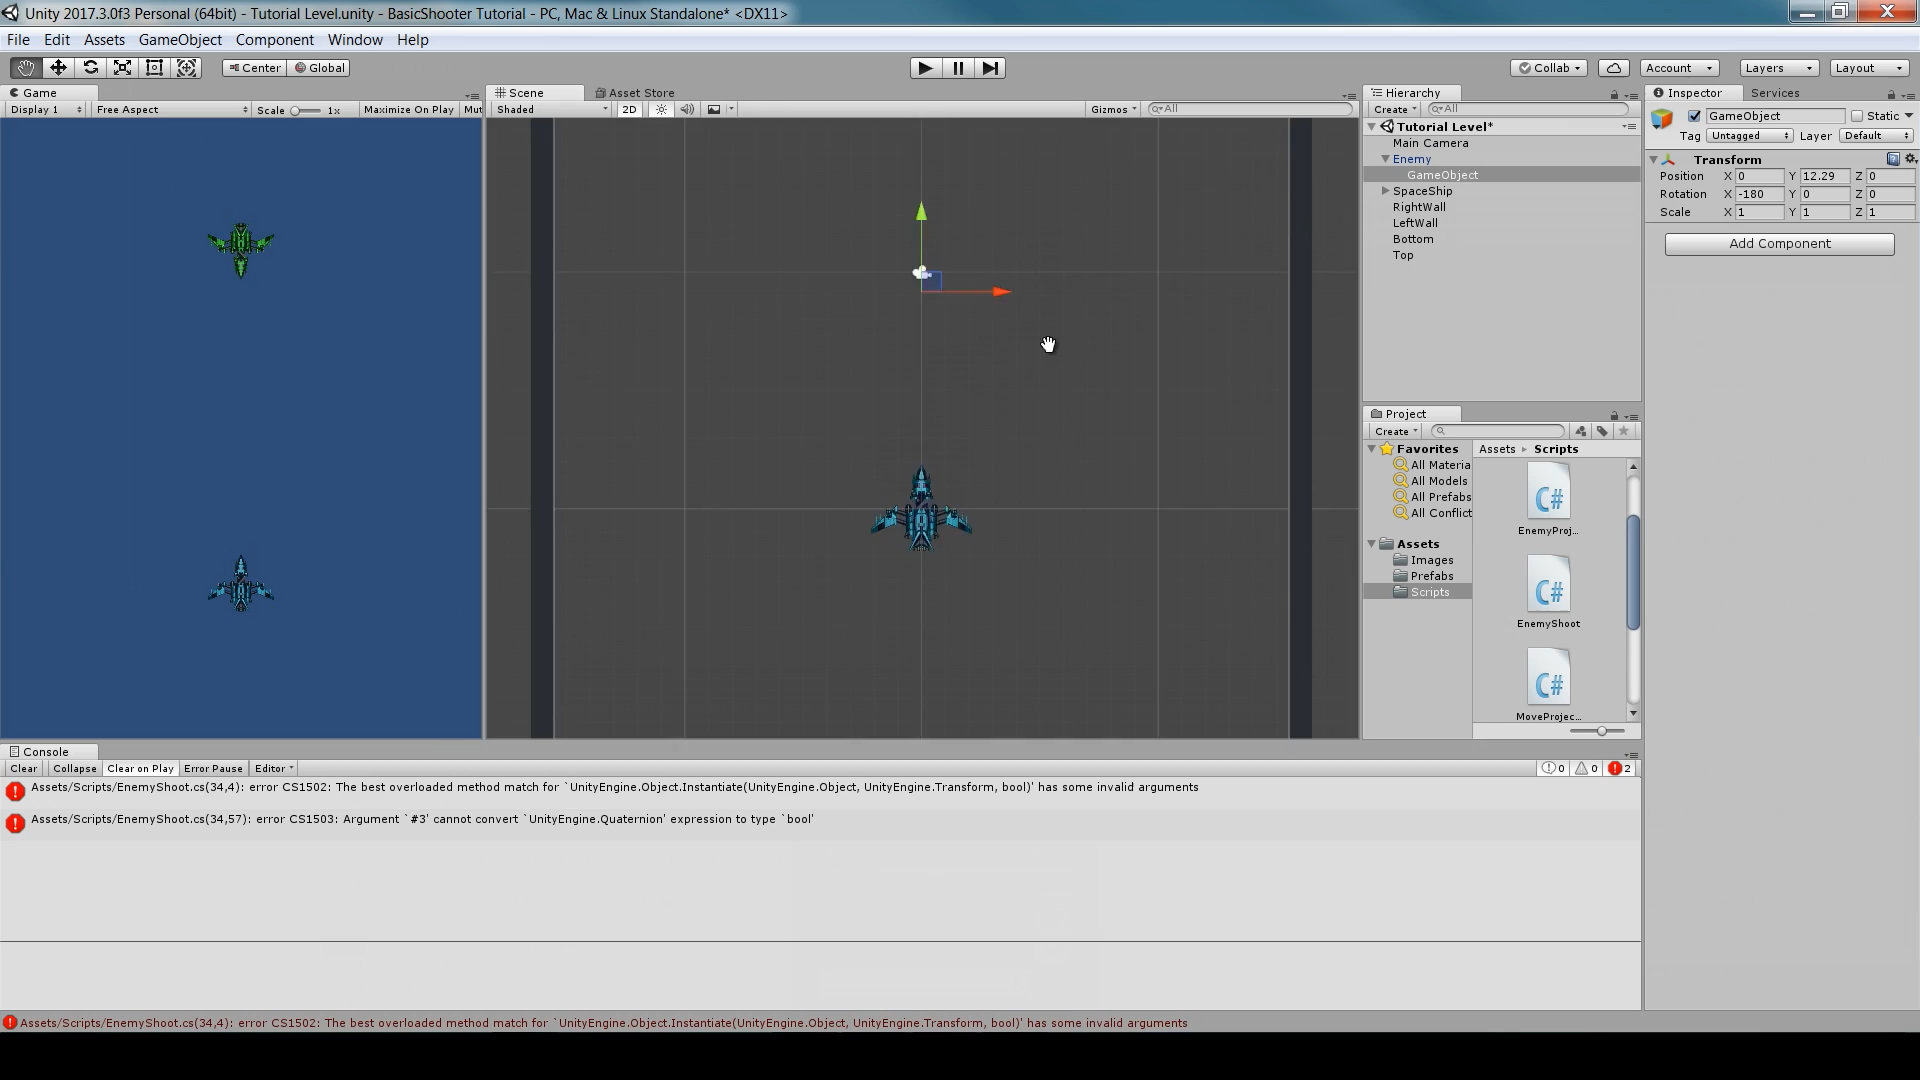 Unity 2017.3.0f3 Personal (64bit) - Tutorial Level.unity - BasicShooter Tutorial - PC, Mac & Linux Standalone* <DX11>
File Edit Assets GameObject Component Window Help
Center Global Collab Account Layers Layout
Game Scene Asset Store Hierarchy Inspector Services
Display 1 Free Aspect Scale 1x Maximize On Play Mut Shaded 2D Gizmos All Create All
GameObject Static
Tag Untagged Layer Default
Transform
Position X 0 Y 12.29 Z 0
Rotation X -180 Y 0 Z 0
Scale X 1 Y 1 Z 1
Add Component
Tutorial Level*
Main Camera
Enemy
GameObject
SpaceShip
RightWall
LeftWall
Bottom
Top
Project
Create
Favorites
All Materia
All Models
All Prefabs
All Conflict
Assets
Images
Prefabs
Scripts
Assets Scripts
C#
EnemyProj...
C#
EnemyShoot
C#
MoveProjec...
Console
Clear Collapse Clear on Play Error Pause Editor 0 0 2
Assets/Scripts/EnemyShoot.cs(34,4): error CS1502: The best overloaded method match for `UnityEngine.Object.Instantiate(UnityEngine.Object, UnityEngine.Transform, bool)' has some invalid arguments
Assets/Scripts/EnemyShoot.cs(34,57): error CS1503: Argument `#3' cannot convert `UnityEngine.Quaternion' expression to type `bool'
Assets/Scripts/EnemyShoot.cs(34,4): error CS1502: The best overloaded method match for `UnityEngine.Object.Instantiate(UnityEngine.Object, UnityEngine.Transform, bool)' has some invalid arguments